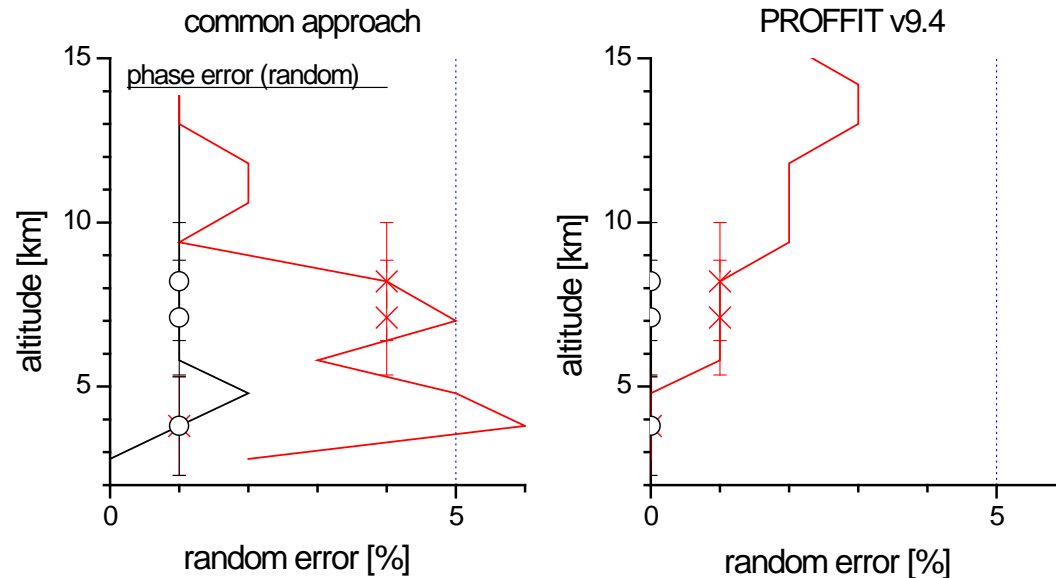 common approach
phase error (random)
15
10
5
altitude [km]
0
5
random error [%]
PROFFIT v9.4
15
10
5
altitude [km]
0
5
random error [%]